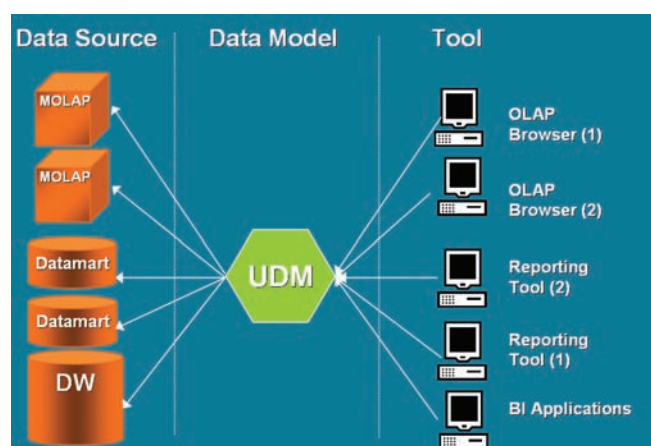 Data Source
Data Model
Tool
MOLAP
MOLAP
Datamart
Datamart
DW
UDM
OLAP
Browser (1)
OLAP
Browser (2)
Reporting
Tool (2)
Reporting
Tool (1)
BI Applications